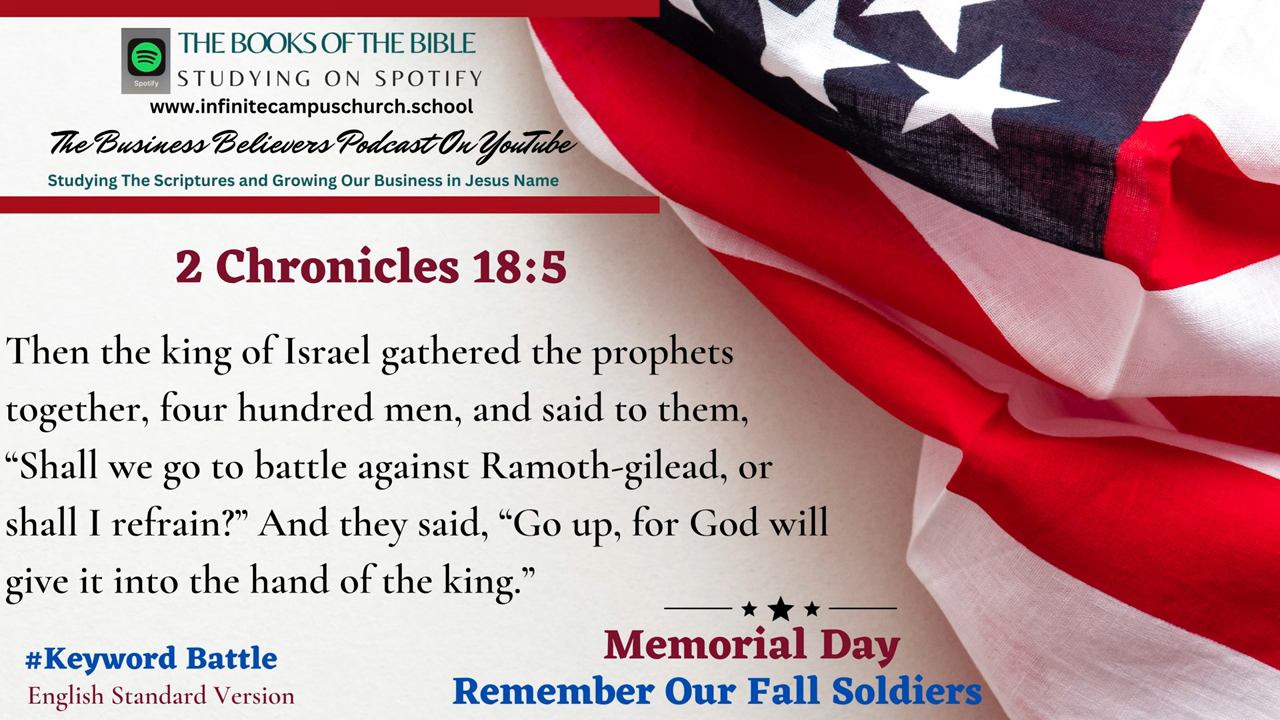 THE BOOKS OF THE BIBLE
Spotify
STUDYING ON SPOTIFY
www.infinitecampuschurch.school
The Business Believers Podcast On YouTube
Studying The Scriptures and Growing Our Business in Jesus Name
2 Chronicles 18:5
Then the king of Israel gathered the prophets
together, four hundred men, and said to them,
“Shall we go to battle against Ramoth-gilead, or
shall I refrain?” And they said, “Go up, for God will
give it into the hand of the king.”
#Keyword Battle
English Standard Version
Memorial Day
Remember Our Fall Soldiers